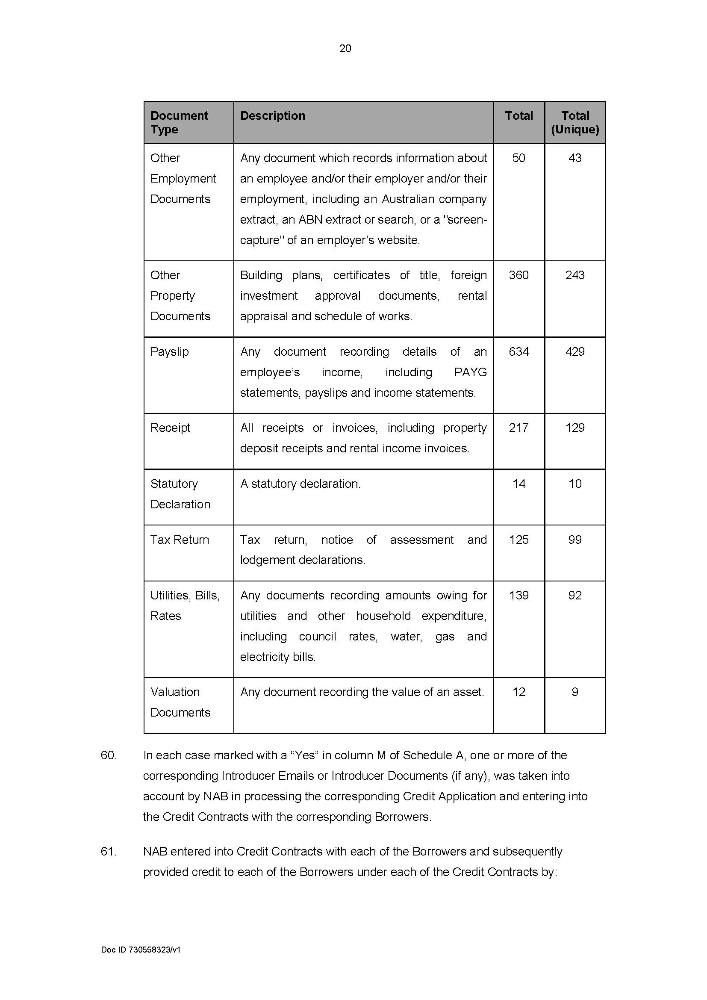 20
Document Type Description Total Total (Unique)
Other Any document which records information about 50 43
Employment an employee and/or their employer and/or their
Documents employment, including an Australian company
extract, an ABN extract or search, or a "screen-
capture" of an employer’s website.
Other Building plans, certificates of title, foreign 360 243
Property investment approval documents, rental
Documents appraisal and schedule of works.
Payslip Any document recording details of an 634 429
employee’s income, including PAYG
statements, payslips and income statements.
Receipt All receipts or invoices, including property 217 129
deposit receipts and rental income invoices.
Statutory A statutory declaration. 14 10
Declaration
Tax Return Tax return, notice of assessment and 125 99
lodgement declarations.
Utilities, Bills, Any documents recording amounts owing for 139 92
Rates utilities and other household expenditure,
including council rates, water, gas and
electricity bills.
Valuation Any document recording the value of an asset. 12 9
Documents
60. In each case marked with a “Yes” in column M of Schedule A, one or more of the
corresponding Introducer Emails or Introducer Documents (if any), was taken into
account by NAB in processing the corresponding Credit Application and entering into
the Credit Contracts with the corresponding Borrowers.
61. NAB entered into Credit Contracts with each of the Borrowers and subsequently
provided credit to each of the Borrowers under each of the Credit Contracts by:
Doc ID 730558323/v1